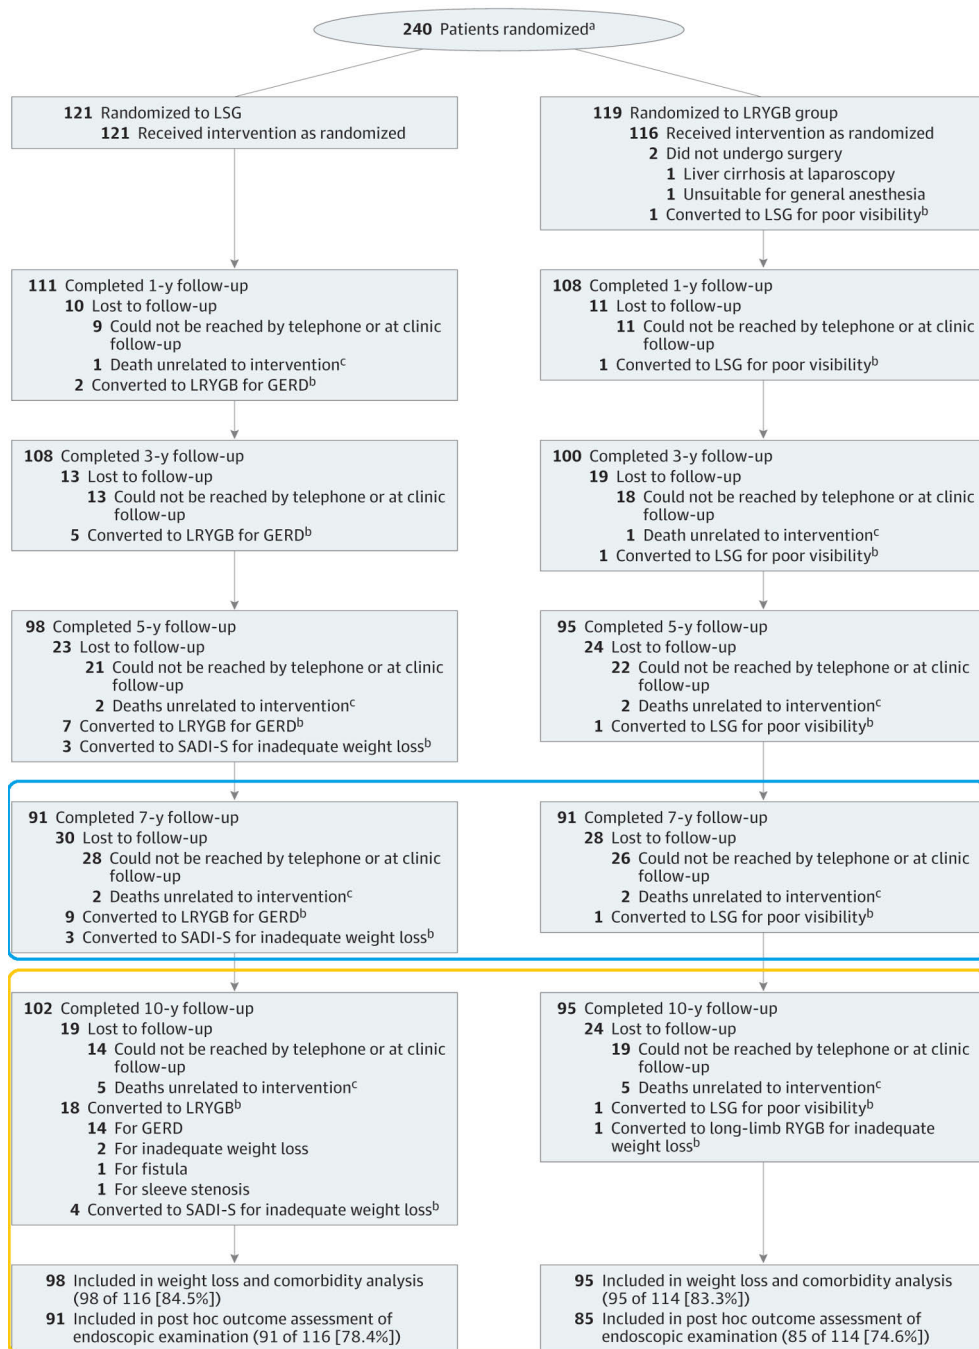 240 Patients randomizedᵃ
121 Randomized to LSG
121 Received intervention as randomized
119 Randomized to LRYGB group
116 Received intervention as randomized
2 Did not undergo surgery
1 Liver cirrhosis at laparoscopy
1 Unsuitable for general anesthesia
1 Converted to LSG for poor visibilityᵇ
111 Completed 1-y follow-up
10 Lost to follow-up
9 Could not be reached by telephone or at clinic
follow-up
1 Death unrelated to interventionᶜ
2 Converted to LRYGB for GERDᵇ
108 Completed 1-y follow-up
11 Lost to follow-up
11 Could not be reached by telephone or at clinic
follow-up
1 Converted to LSG for poor visibilityᵇ
108 Completed 3-y follow-up
13 Lost to follow-up
13 Could not be reached by telephone or at clinic
follow-up
5 Converted to LRYGB for GERDᵇ
100 Completed 3-y follow-up
19 Lost to follow-up
18 Could not be reached by telephone or at clinic
follow-up
1 Death unrelated to interventionᶜ
1 Converted to LSG for poor visibilityᵇ
98 Completed 5-y follow-up
23 Lost to follow-up
21 Could not be reached by telephone or at clinic
follow-up
2 Deaths unrelated to interventionᶜ
7 Converted to LRYGB for GERDᵇ
3 Converted to SADI-S for inadequate weight lossᵇ
95 Completed 5-y follow-up
24 Lost to follow-up
22 Could not be reached by telephone or at clinic
follow-up
2 Deaths unrelated to interventionᶜ
1 Converted to LSG for poor visibilityᵇ
91 Completed 7-y follow-up
30 Lost to follow-up
28 Could not be reached by telephone or at clinic
follow-up
2 Deaths unrelated to interventionᶜ
9 Converted to LRYGB for GERDᵇ
3 Converted to SADI-S for inadequate weight lossᵇ
91 Completed 7-y follow-up
28 Lost to follow-up
26 Could not be reached by telephone or at clinic
follow-up
2 Deaths unrelated to interventionᶜ
1 Converted to LSG for poor visibilityᵇ
102 Completed 10-y follow-up
19 Lost to follow-up
14 Could not be reached by telephone or at clinic
follow-up
5 Deaths unrelated to interventionᶜ
18 Converted to LRYGBᵇ
14 For GERD
2 For inadequate weight loss
1 For fistula
1 For sleeve stenosis
4 Converted to SADI-S for inadequate weight lossᵇ
95 Completed 10-y follow-up
24 Lost to follow-up
19 Could not be reached by telephone or at clinic
follow-up
5 Deaths unrelated to interventionᶜ
1 Converted to LSG for poor visibilityᵇ
1 Converted to long-limb RYGB for inadequate
weight lossᵇ
98 Included in weight loss and comorbidity analysis
(98 of 116 [84.5%])
91 Included in post hoc outcome assessment of
endoscopic examination (91 of 116 [78.4%])
95 Included in weight loss and comorbidity analysis
(95 of 114 [83.3%])
85 Included in post hoc outcome assessment of
endoscopic examination (85 of 114 [74.6%])